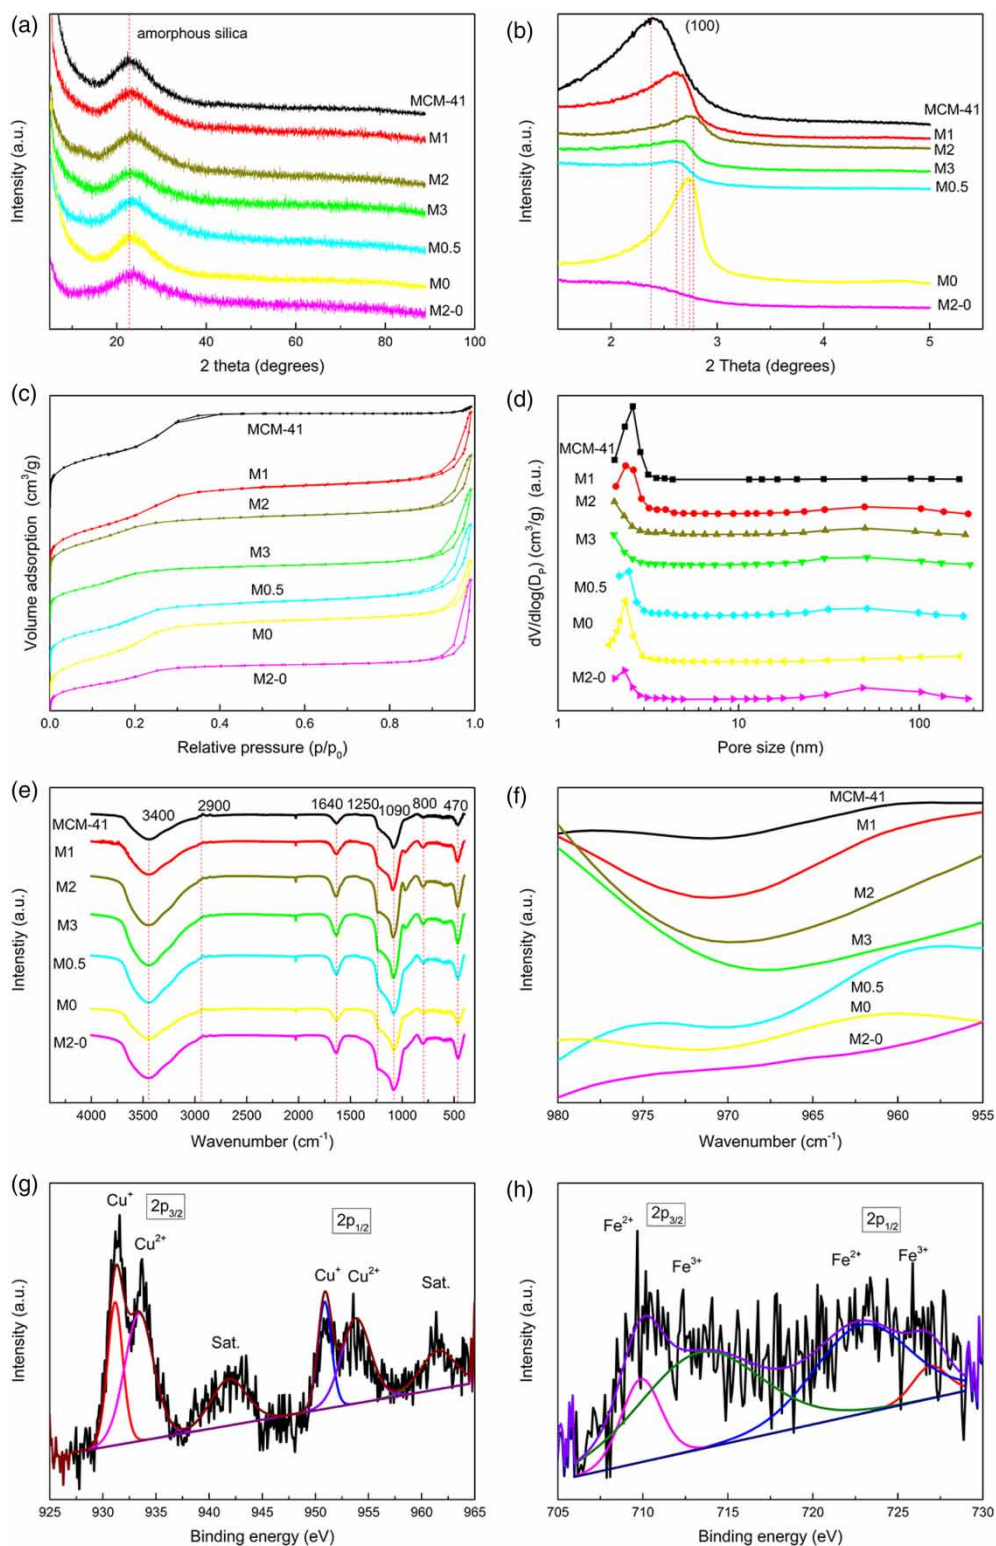 (a)
amorphous silica
MCM-41
M1
M2
M3
M0.5
M0
M2-0
Intensity (a.u.)
20 40 60 80 100
2 theta (degrees)
(b)
(100)
MCM-41
M1
M2
M3
M0.5
M0
M2-0
Intensity (a.u.)
2 3 4 5
2 Theta (degrees)
(c)
MCM-41
M1
M2
M3
M0.5
M0
M2-0
Volume adsorption (cm³/g)
0.0 0.2 0.4 0.6 0.8 1.0
Relative pressure (p/p₀)
(d)
MCM-41
M1
M2
M3
M0.5
M0
M2-0
dV/dlog(Dₚ) (cm³/g) (a.u.)
1 10 100
Pore size (nm)
(e)
3400 2900 1640 1250 1090 800 470
MCM-41
M1
M2
M3
M0.5
M0
M2-0
Intenstiy (a.u.)
4000 3500 3000 2500 2000 1500 1000 500
Wavenumber (cm⁻¹)
(f)
MCM-41
M1
M2
M3
M0.5
M0
M2-0
Intensity (a.u.)
980 975 970 965 960 955
Wavenumber (cm⁻¹)
(g)
Cu⁺ 2p₃/₂
Cu²⁺
Sat.
2p₁/₂
Cu⁺ Cu²⁺ Sat.
Intensity (a.u.)
925 930 935 940 945 950 955 960 965
Binding energy (eV)
(h)
Fe²⁺ 2p₃/₂
Fe³⁺
2p₁/₂
Fe²⁺ Fe³⁺
Intensity (a.u.)
705 710 715 720 725 730
Binding energy (eV)